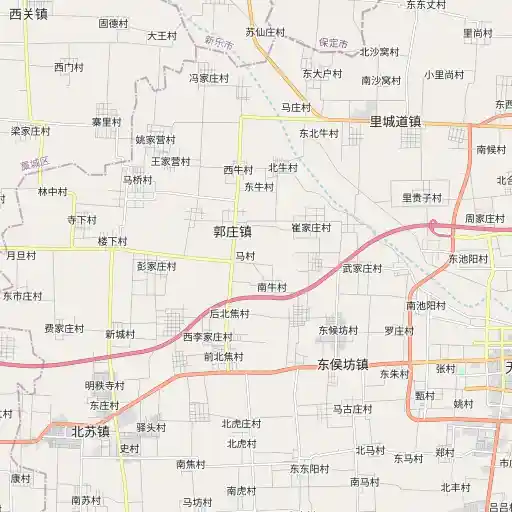 西关镇
固德村
大王村
新乐市
苏仙庄村
保定市
东东丈村
里尚村
北沙窝村
西门村
冯家庄村
东大户村
南沙窝村
小里尚村
马庄村
东西
寨里村
里城道镇
梁家庄村
姚家营村
东北牛村
南候村
藁城区
王家营村
西牛村
北生村
林中村
马桥村
东牛村
北合
里贵子村
寺下村
郭庄镇
崔家庄村
周家庄村
楼下村
月旦村
马村
东池阳村
彭家庄村
武家庄村
东市庄村
南牛村
后北焦村
南池阳村
费家庄村
新城村
西李家庄村
东候坊村
罗庄村
前北焦村
东侯坊镇
张村
东朱村
明秩寺村
甄村
东庄村
马古庄村
姚村
北苏镇
驿头村
北虎庄村
史村
北虎村
北马村
郑村
康村
南焦村
东东阳村
东马村
市庄
南苏村
马坊村
南虎村
南马村
北丰村
吕吕村